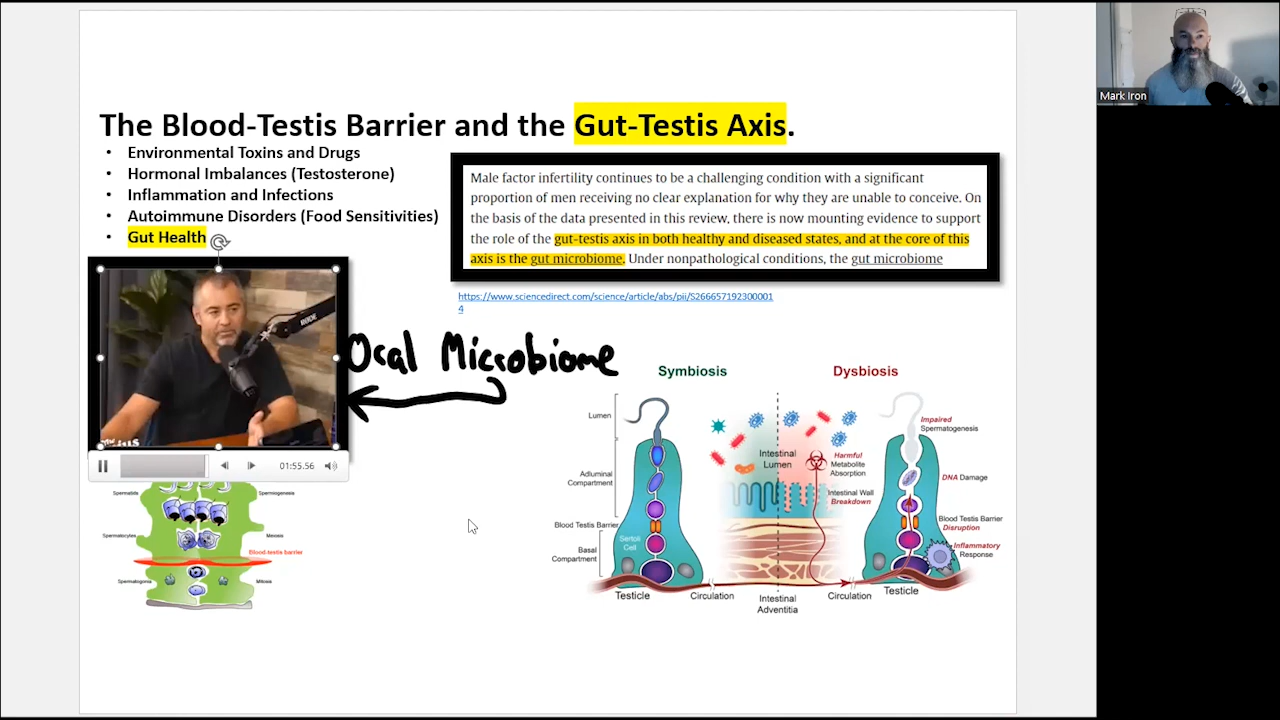 Mark Iron
The Blood-Testis Barrier and the Gut-Testis Axis.
• Environmental Toxins and Drugs
• Hormonal Imbalances (Testosterone)
• Inflammation and Infections
• Autoimmune Disorders (Food Sensitivities)
• Gut Health
Male factor infertility continues to be a challenging condition with a significant
proportion of men receiving no clear explanation for why they are unable to conceive. On
the basis of the data presented in this review, there is now mounting evidence to support
the role of the gut-testis axis in both healthy and diseased states, and at the core of this
axis is the gut microbiome. Under nonpathological conditions, the gut microbiome
https://www.sciencedirect.com/science/article/abs/pii/S266657192300001
4
RODE
01:55.56
Oral Microbiome
Spermatids
Spermiogenesis
Spermatocytes
Meiosis
Blood-testis barrier
Spermatogonia
Mitosis
Symbiosis
Dysbiosis
Lumen
Adluminal
Compartment
Blood Testis Barrier
Basal
Compartment
Sertoli
Cell
Testicle
Circulation
Intestinal
Lumen
Intestinal
Adventitia
Harmful
Metabolite
Absorption
Intestinal Wall
Breakdown
Circulation
Testicle
Impaired
Spermatogenesis
DNA Damage
Blood Testis Barrier
Disruption
Inflammatory
Response